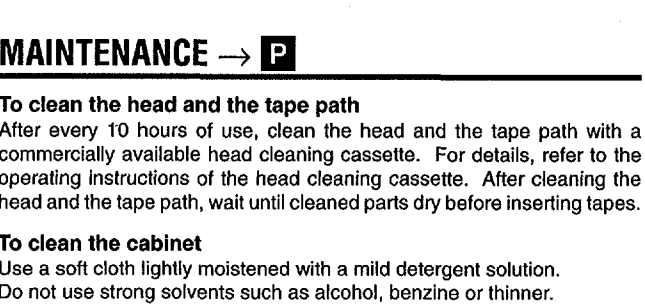 MAINTENANCE → P
To clean the head and the tape path
After every 10 hours of use, clean the head and the tape path with a
commercially available head cleaning cassette. For details, refer to the
operating instructions of the head cleaning cassette. After cleaning the
head and the tape path, wait until cleaned parts dry before inserting tapes.
To clean the cabinet
Use a soft cloth lightly moistened with a mild detergent solution.
Do not use strong solvents such as alcohol, benzine or thinner.